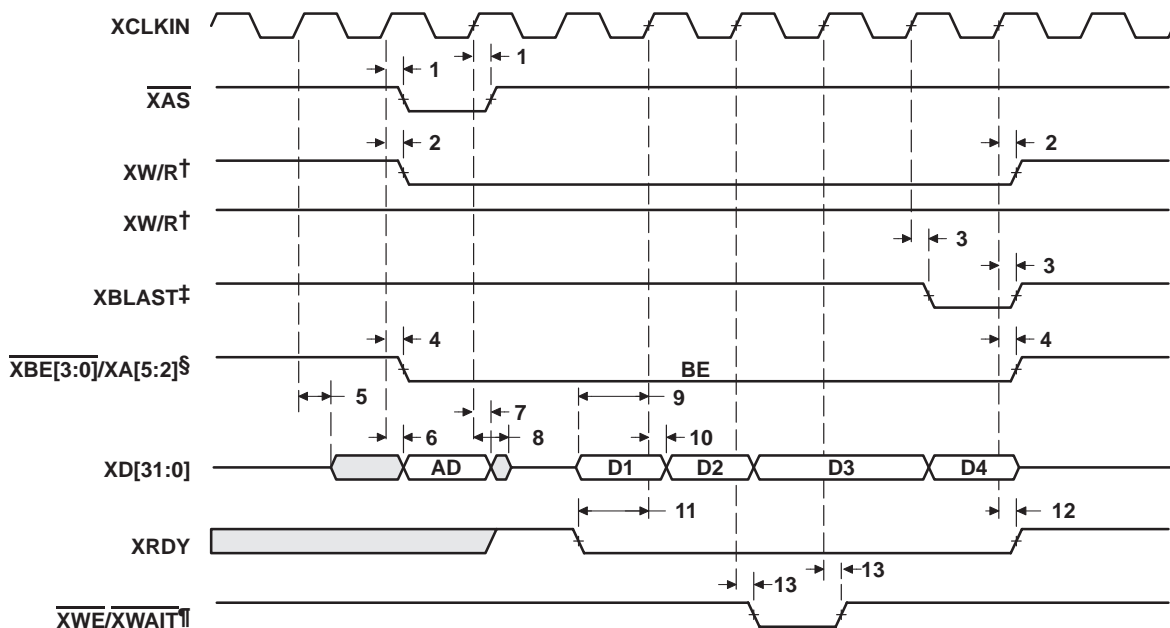 XCLKIN
1
1
XAS
2
2
XW/R†
XW/R†
3
3
XBLAST‡
4
4
XBE[3:0]/XA[5:2]§
BE
5
9
7
6
8
10
XD[31:0]
AD
D1
D2
D3
D4
11
12
XRDY
13
13
XWE/XWAIT¶